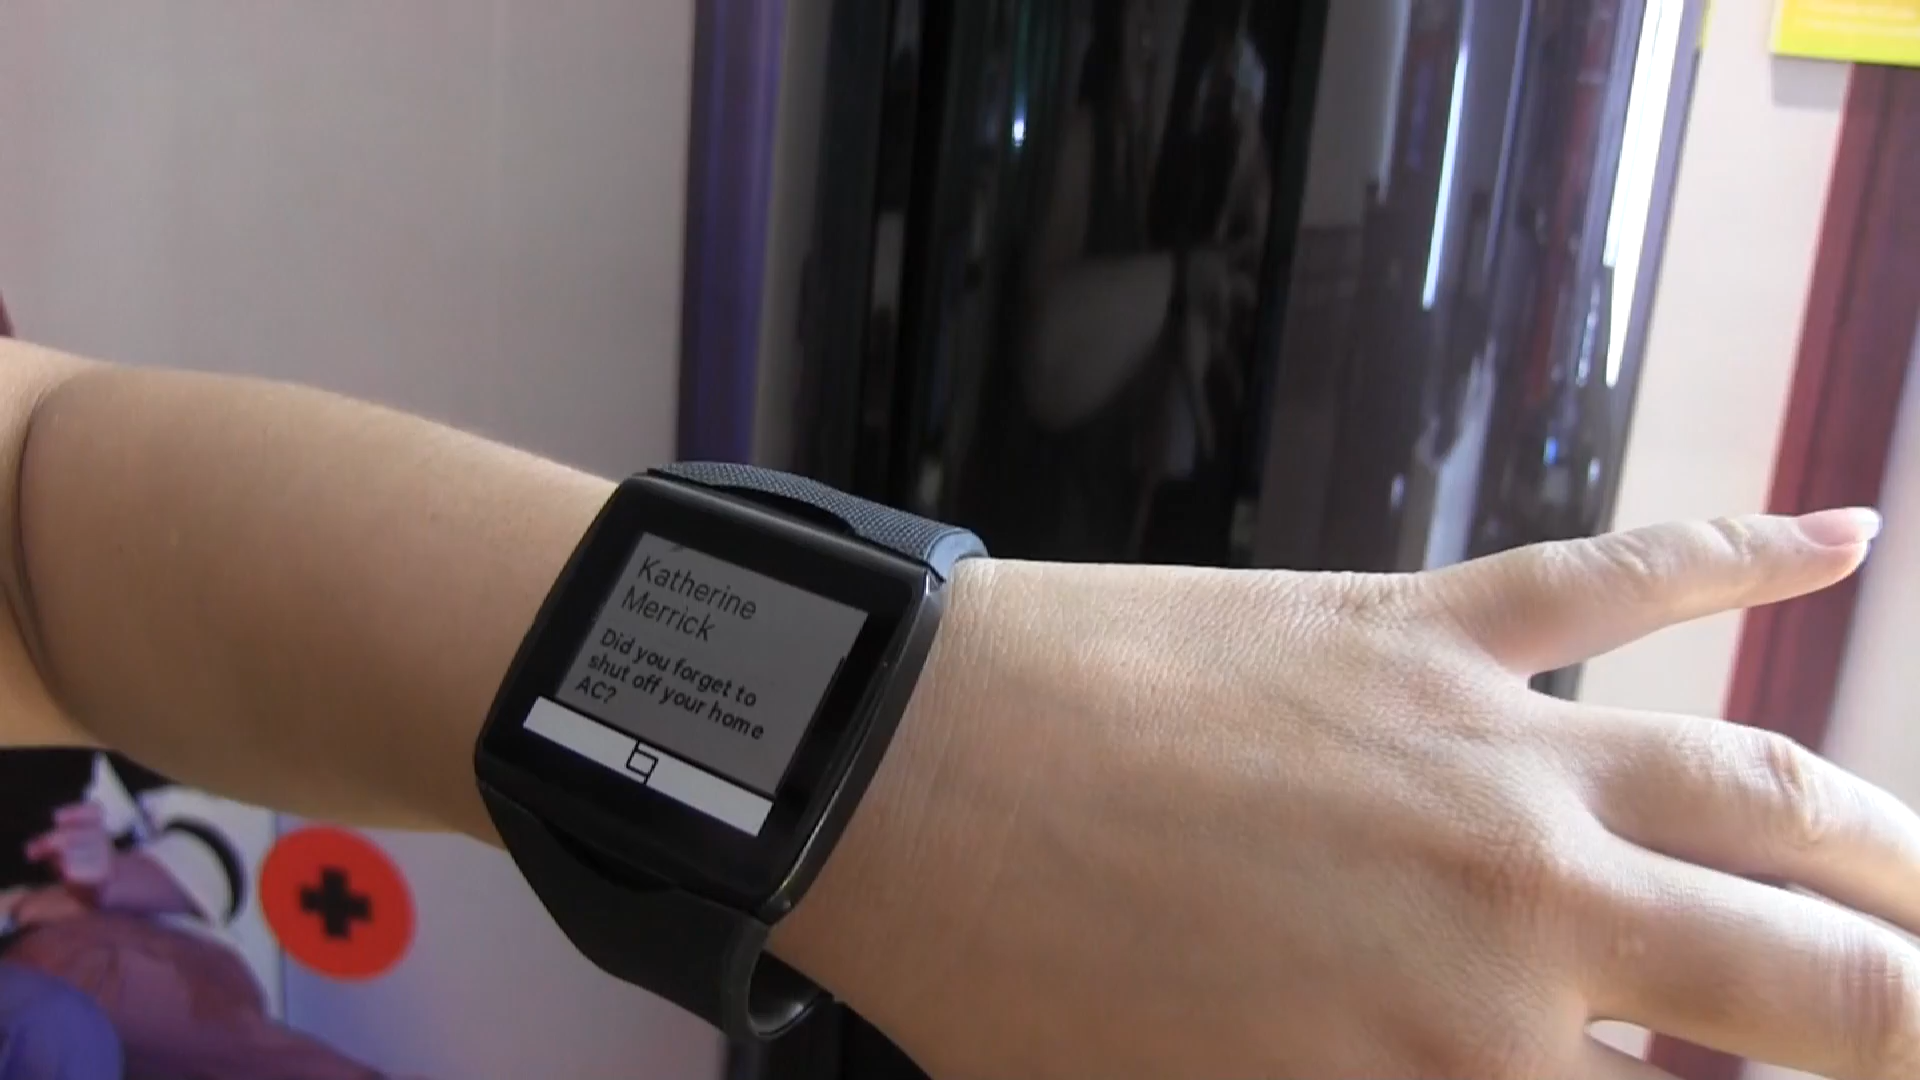 Katherine
Merrick
Did you forget to
shut off your home
AC?